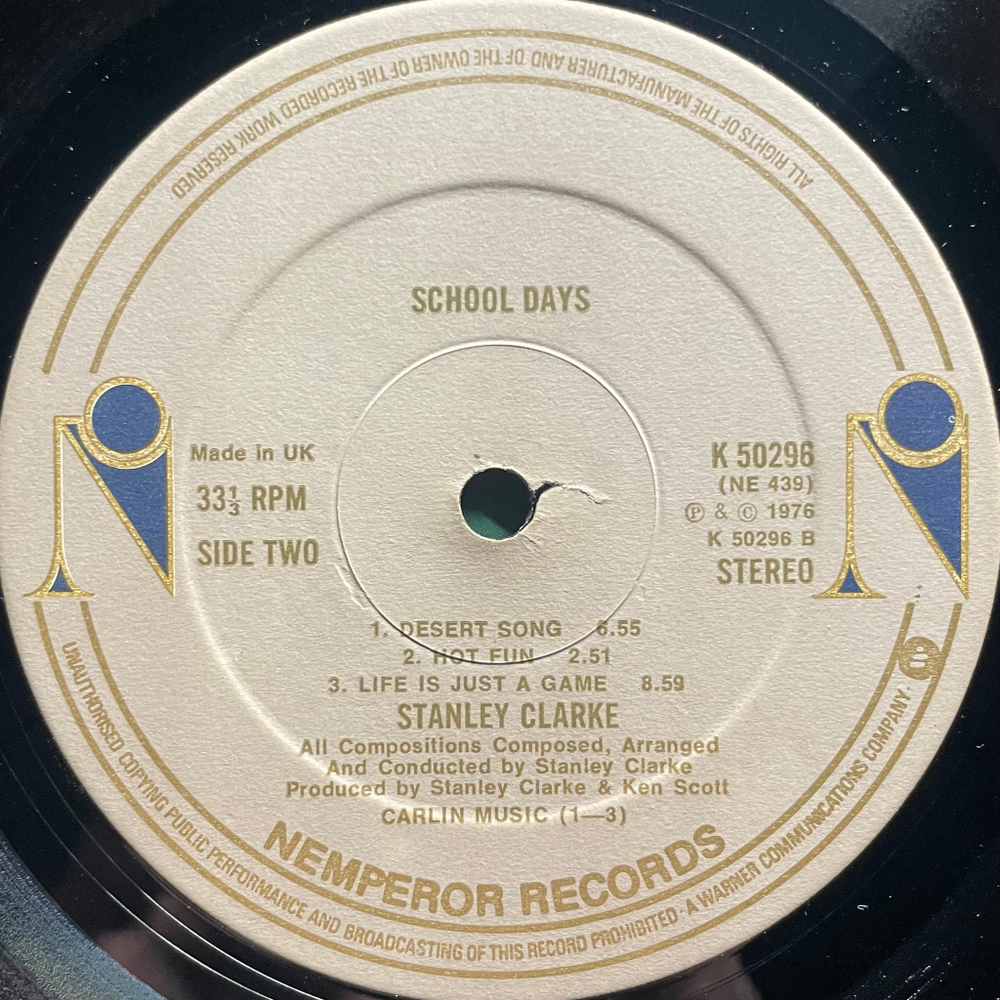 ALL RIGHTS OF THE MANUFACTURER AND OF THE OWNER OF THE RECORDED WORK RESERVED
SCHOOL DAYS
Made in UK
33⅓ RPM
SIDE TWO
K 50296
(NE 439)
℗ & © 1976
K 50296 B
STEREO
1. DESERT SONG 6.55
2. HOT FUN 2.51
3. LIFE IS JUST A GAME 8.59
STANLEY CLARKE
All Compositions Composed, Arranged
And Conducted by Stanley Clarke
Produced by Stanley Clarke & Ken Scott
CARLIN MUSIC (1—3)
NEMPEROR RECORDS
UNAUTHORISED COPYING PUBLIC PERFORMANCE AND BROADCASTING OF THIS RECORD PROHIBITED · A WARNER COMMUNICATIONS COMPANY ·